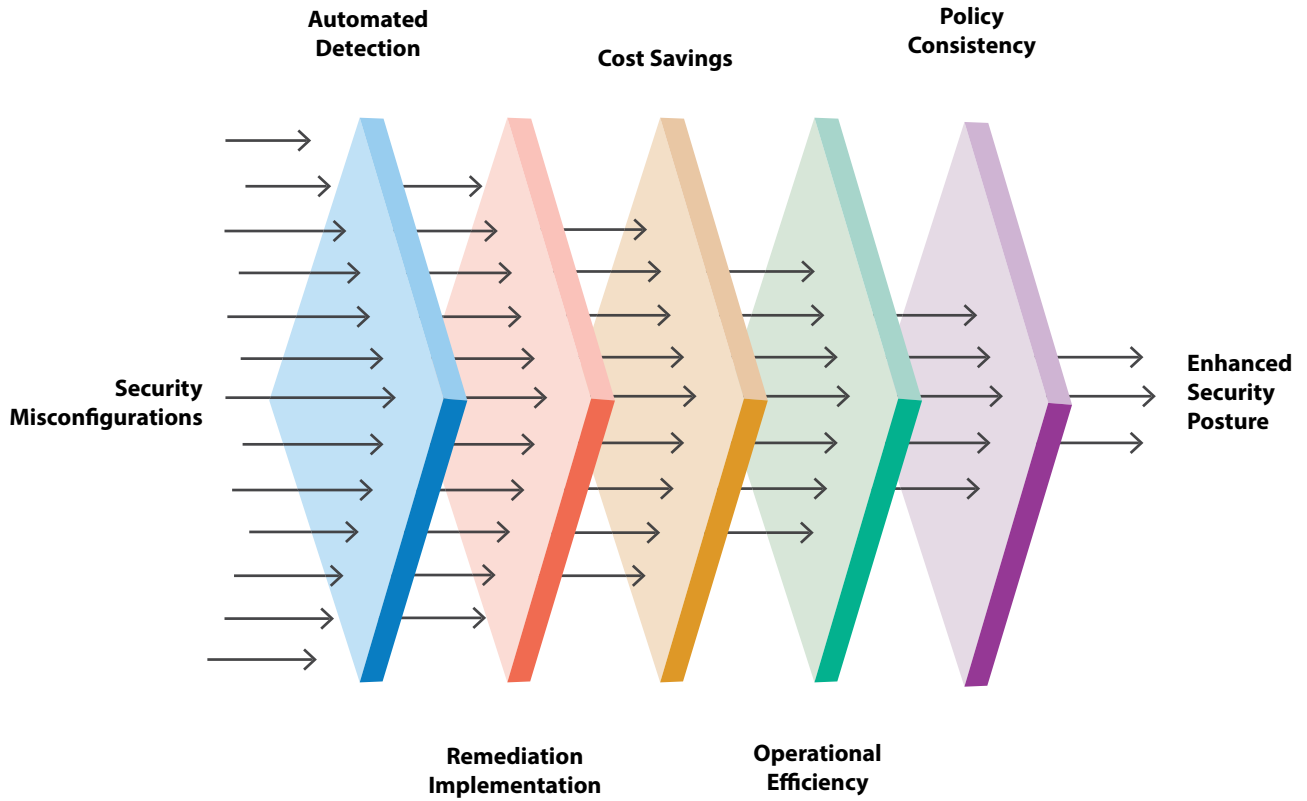 Automated
Detection
Cost Savings
Policy
Consistency
Security
Misconfigurations
Enhanced
Security
Posture
Remediation
Implementation
Operational
Efficiency